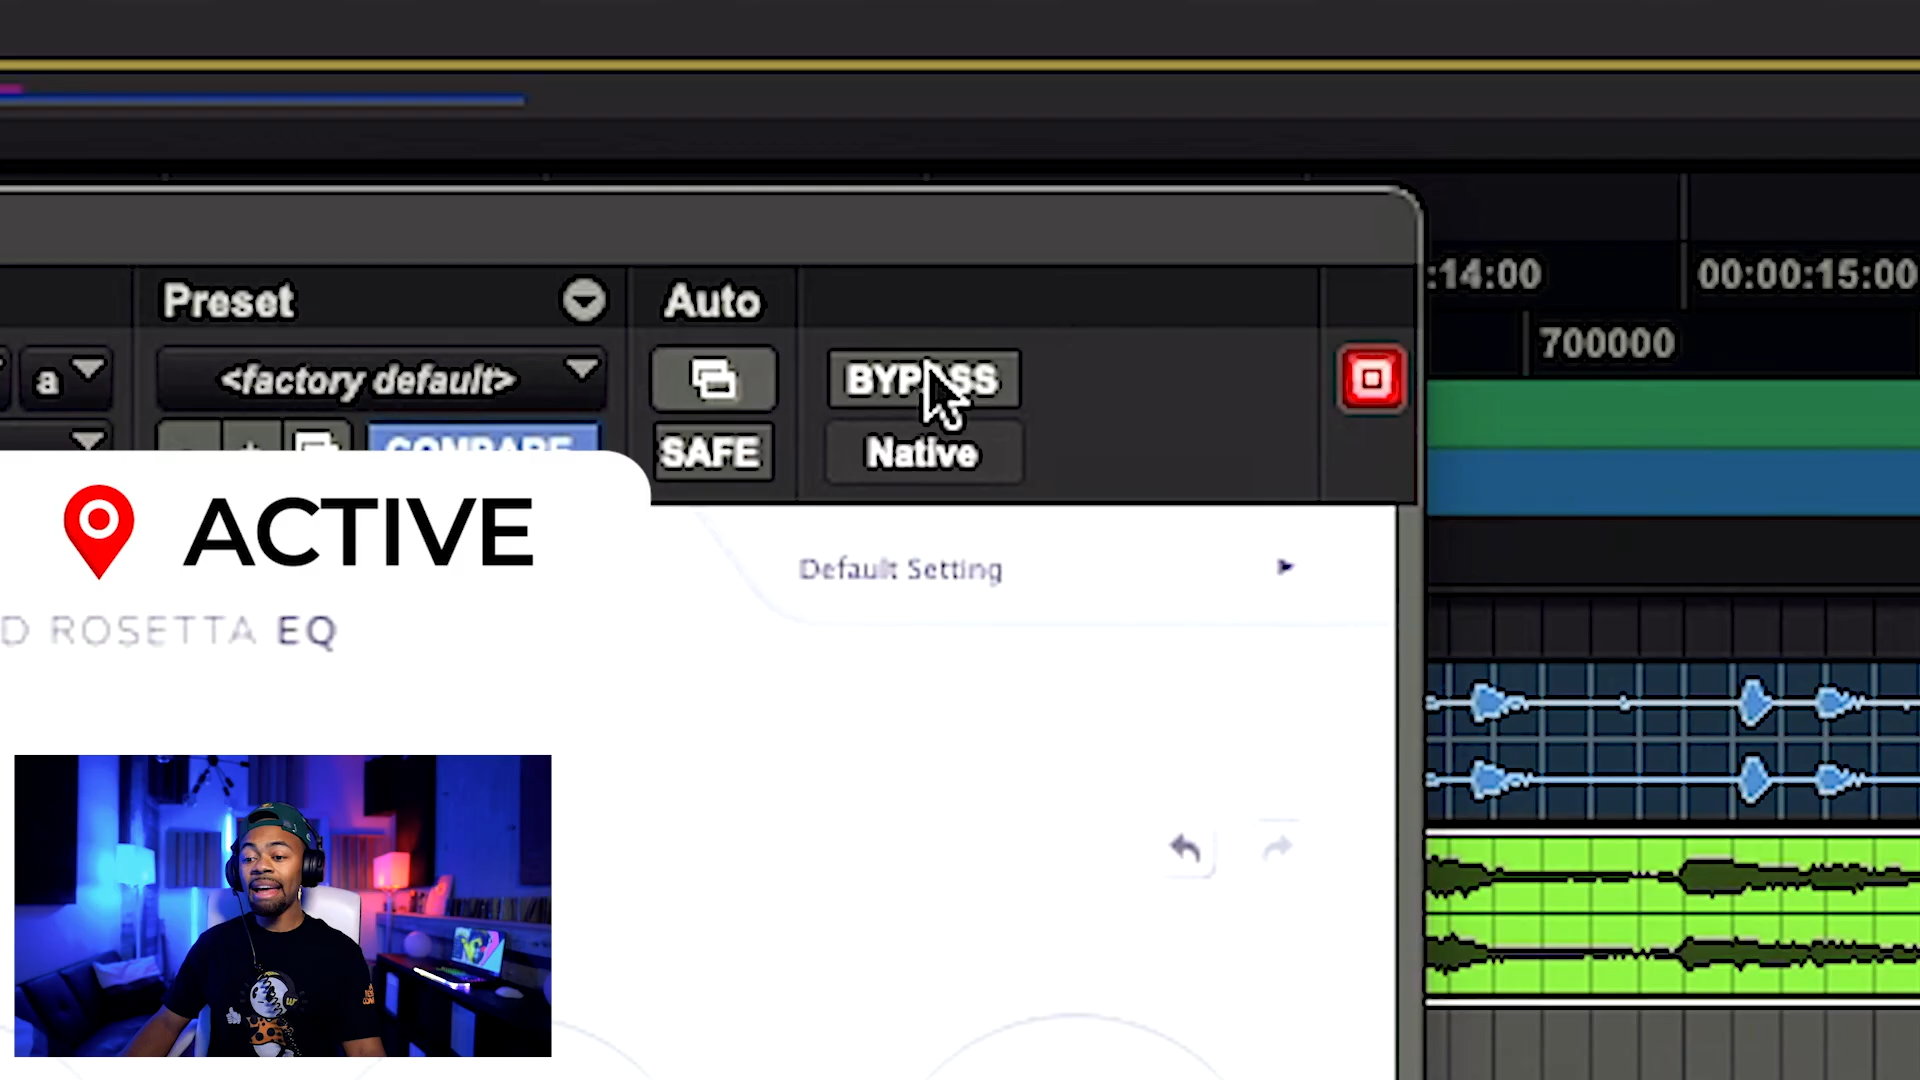 :14:00 00:00:15:00
Preset Auto
700000
a <factory default> BYPASS
COMPARE SAFE Native
ACTIVE
Default Setting
D ROSETTA EQ